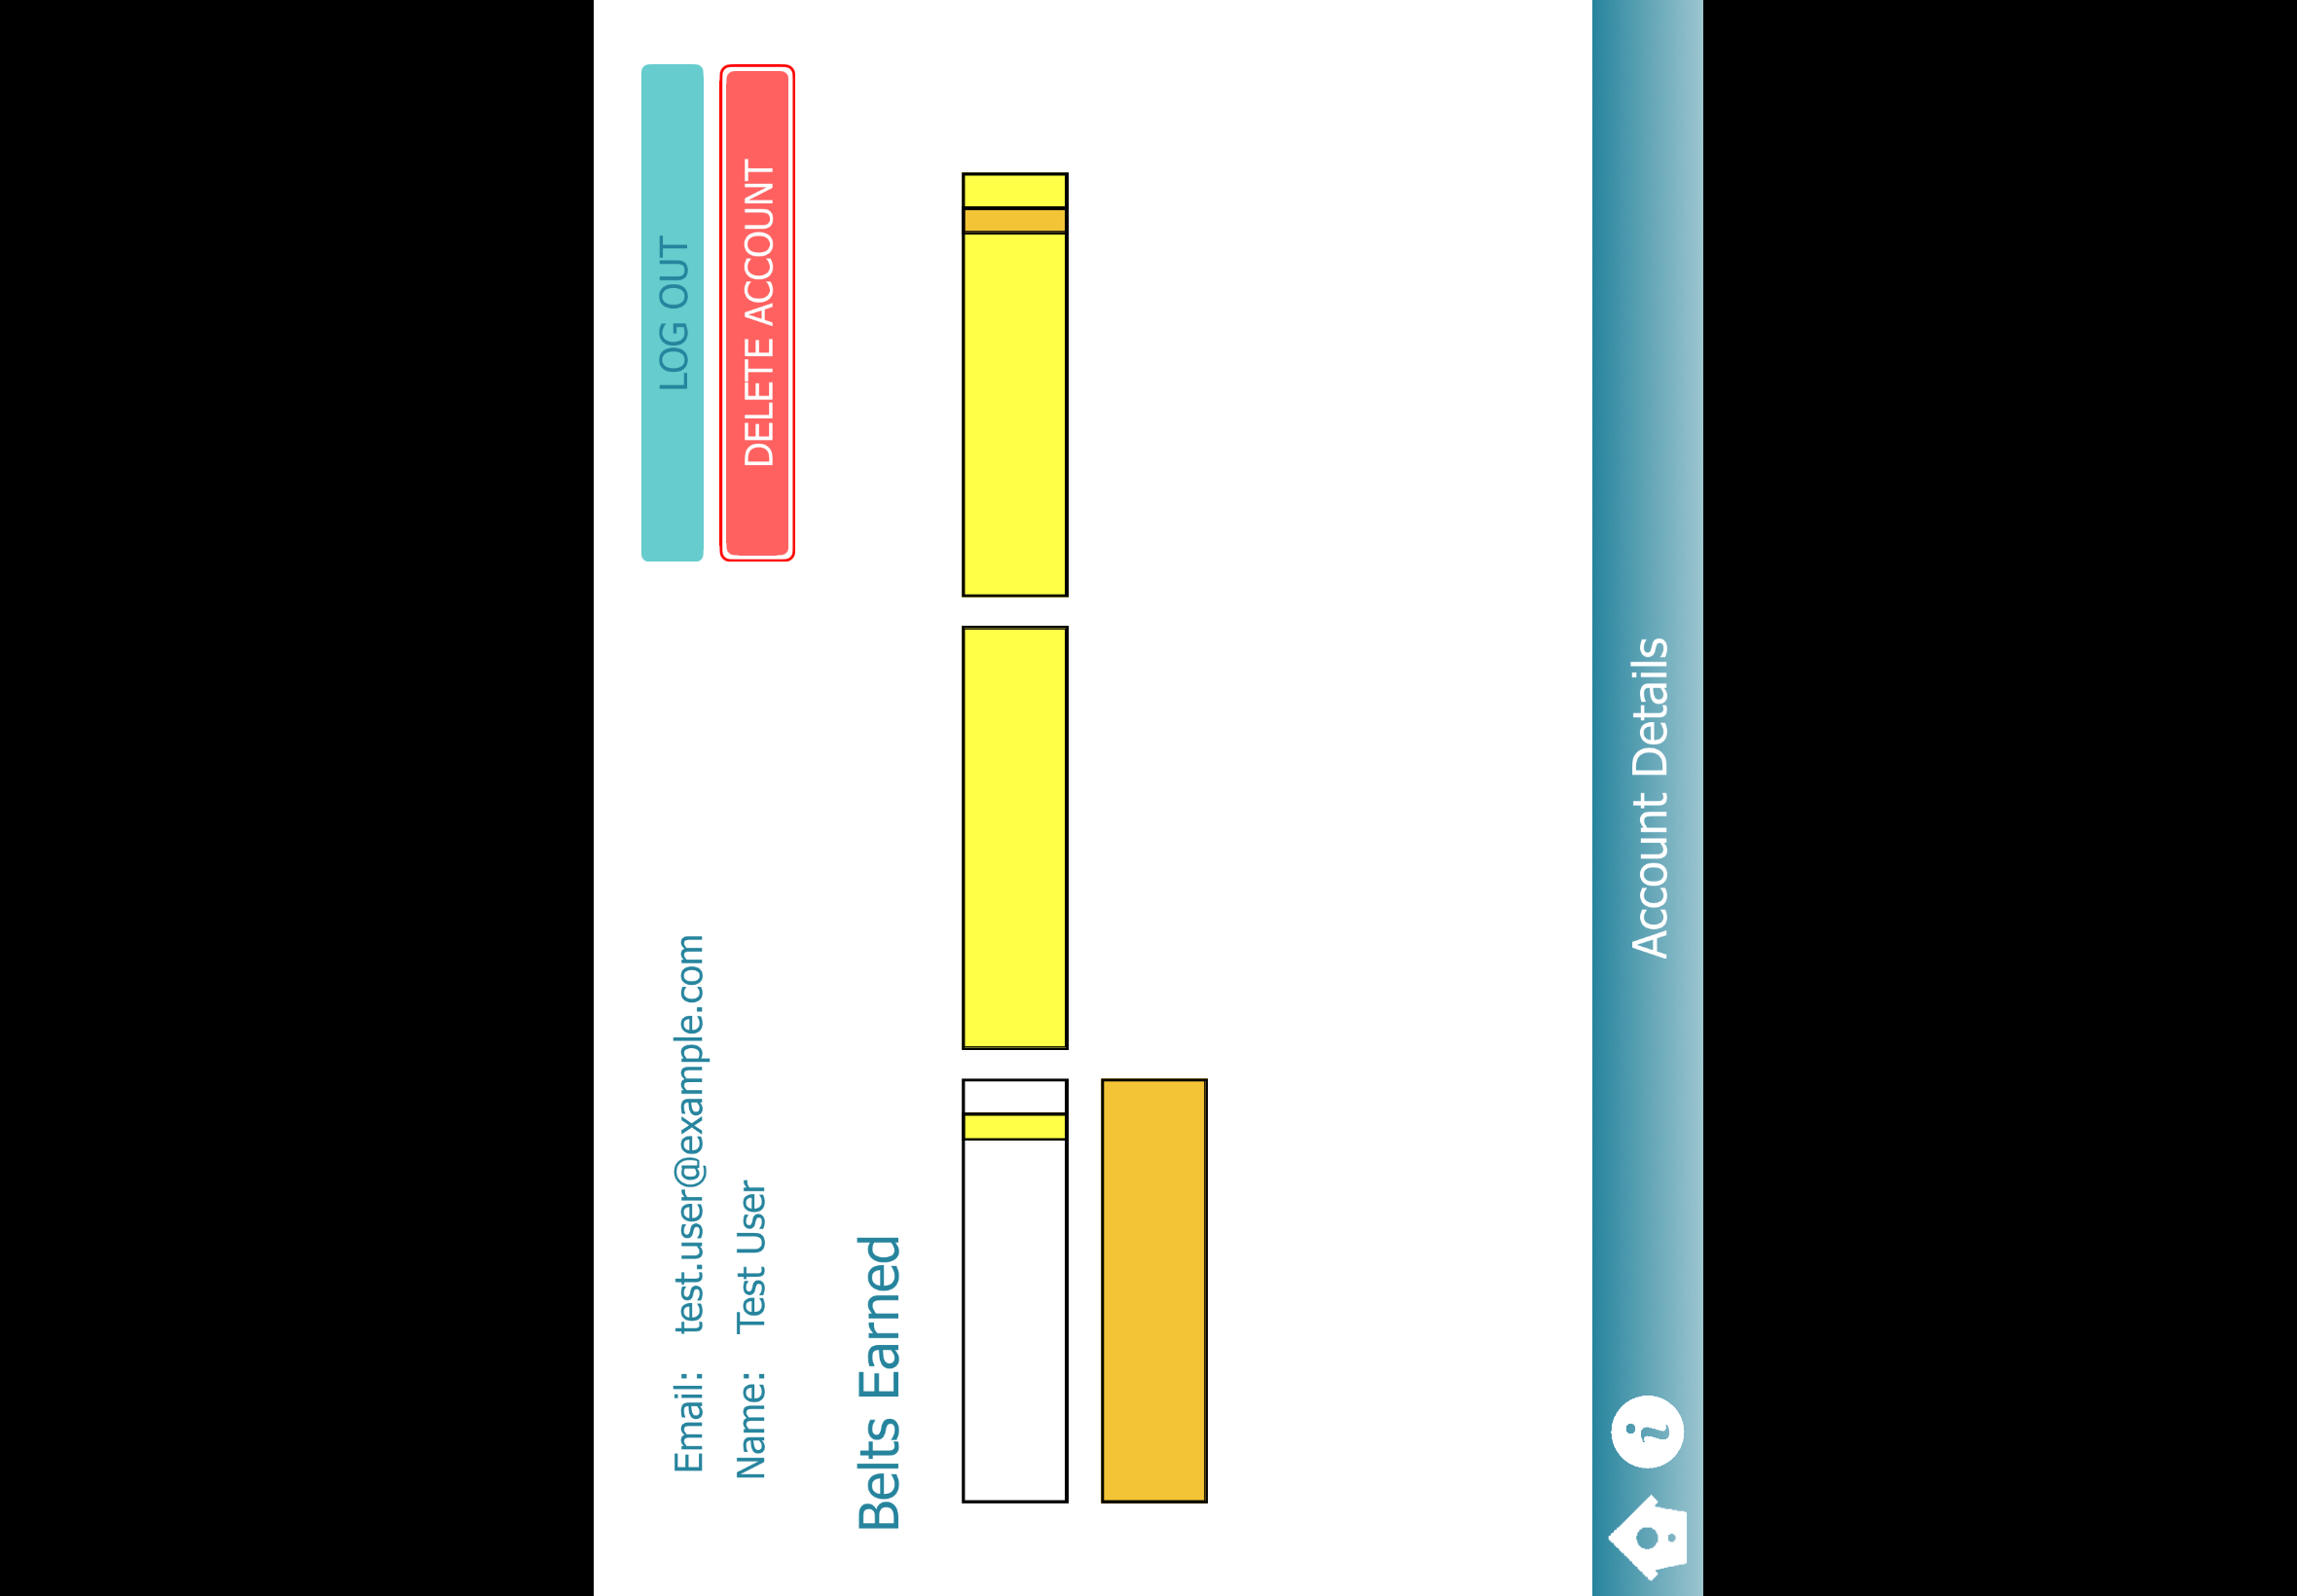 Email: test.user@example.com
Name: Test User
LOG OUT
DELETE ACCOUNT
Belts Earned
Account Details
i